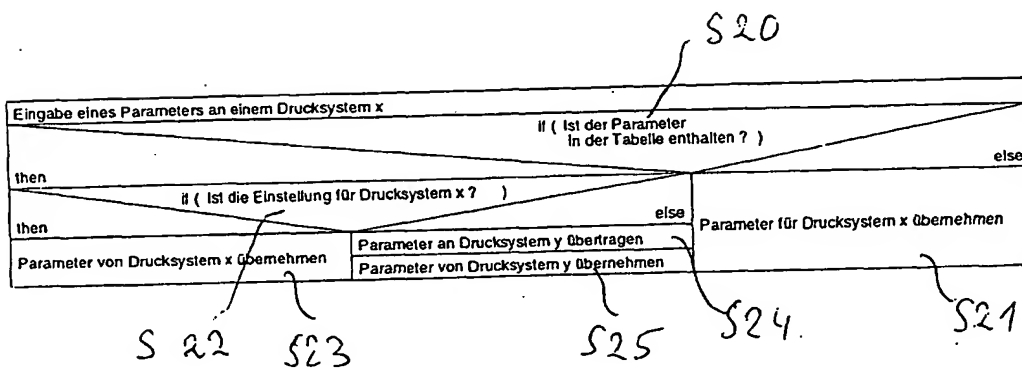 S20
Eingabe eines Parameters an einem Drucksystem x
if ( Ist der Parameter
in der Tabelle enthalten ? )
then
else
if ( Ist die Einstellung für Drucksystem x ? )
then
else
Parameter für Drucksystem x übernehmen
Parameter von Drucksystem x übernehmen
Parameter an Drucksystem y übertragen
Parameter von Drucksystem y übernehmen
S 22
S23
S25
S24
S21